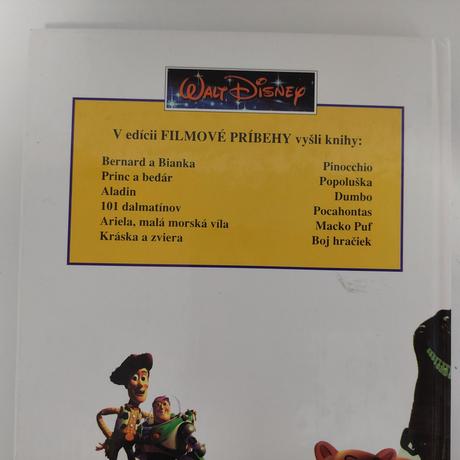 WALT DISNEY
V edícii FILMOVÉ PRÍBEHY vyšli knihy:
Bernard a Bianka
Princ a bedár
Aladin
101 dalmatínov
Ariela, malá morská víla
Kráska a zviera
Pinocchio
Popoluška
Dumbo
Pocahontas
Macko Puf
Boj hračiek